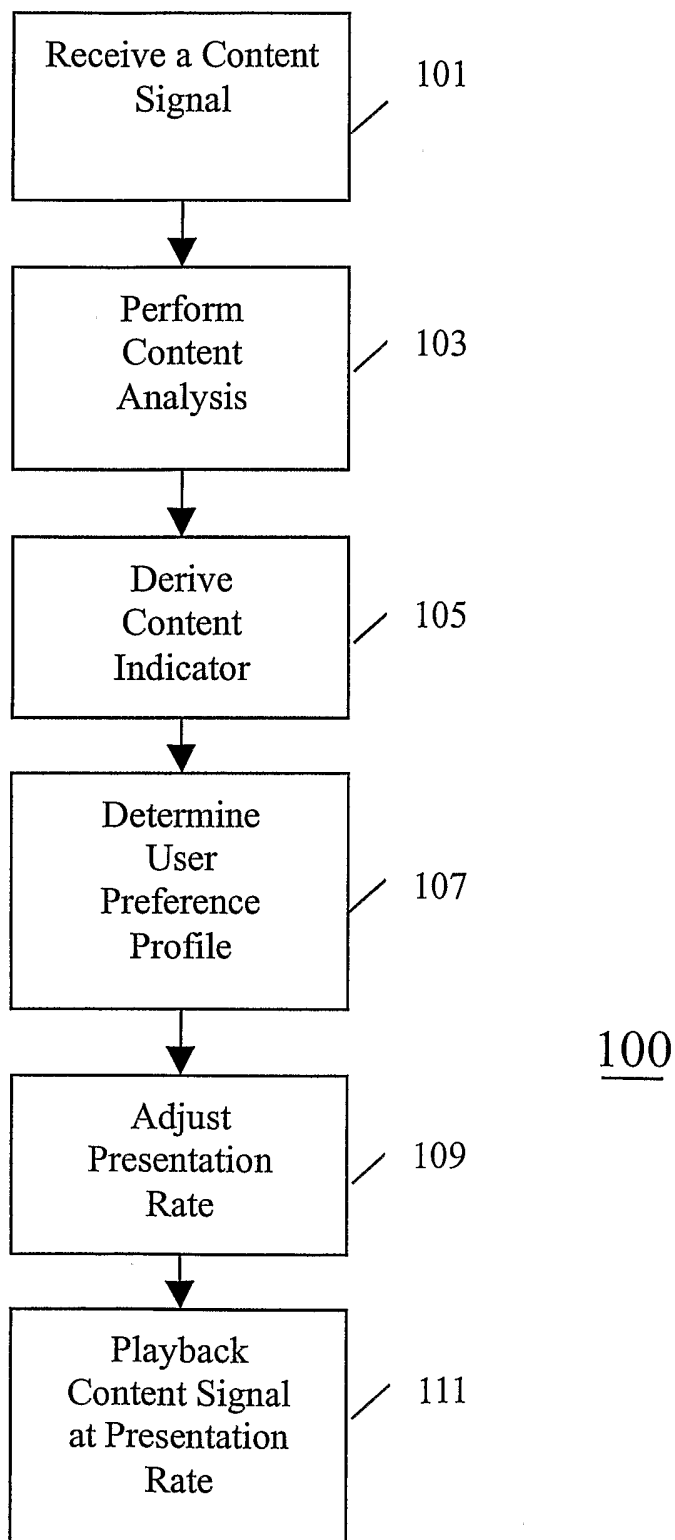 Receive a Content
Signal
101
Perform
Content
Analysis
103
Derive
Content
Indicator
105
Determine
User
Preference
Profile
107
100
Adjust
Presentation
Rate
109
Playback
Content Signal
at Presentation
Rate
111